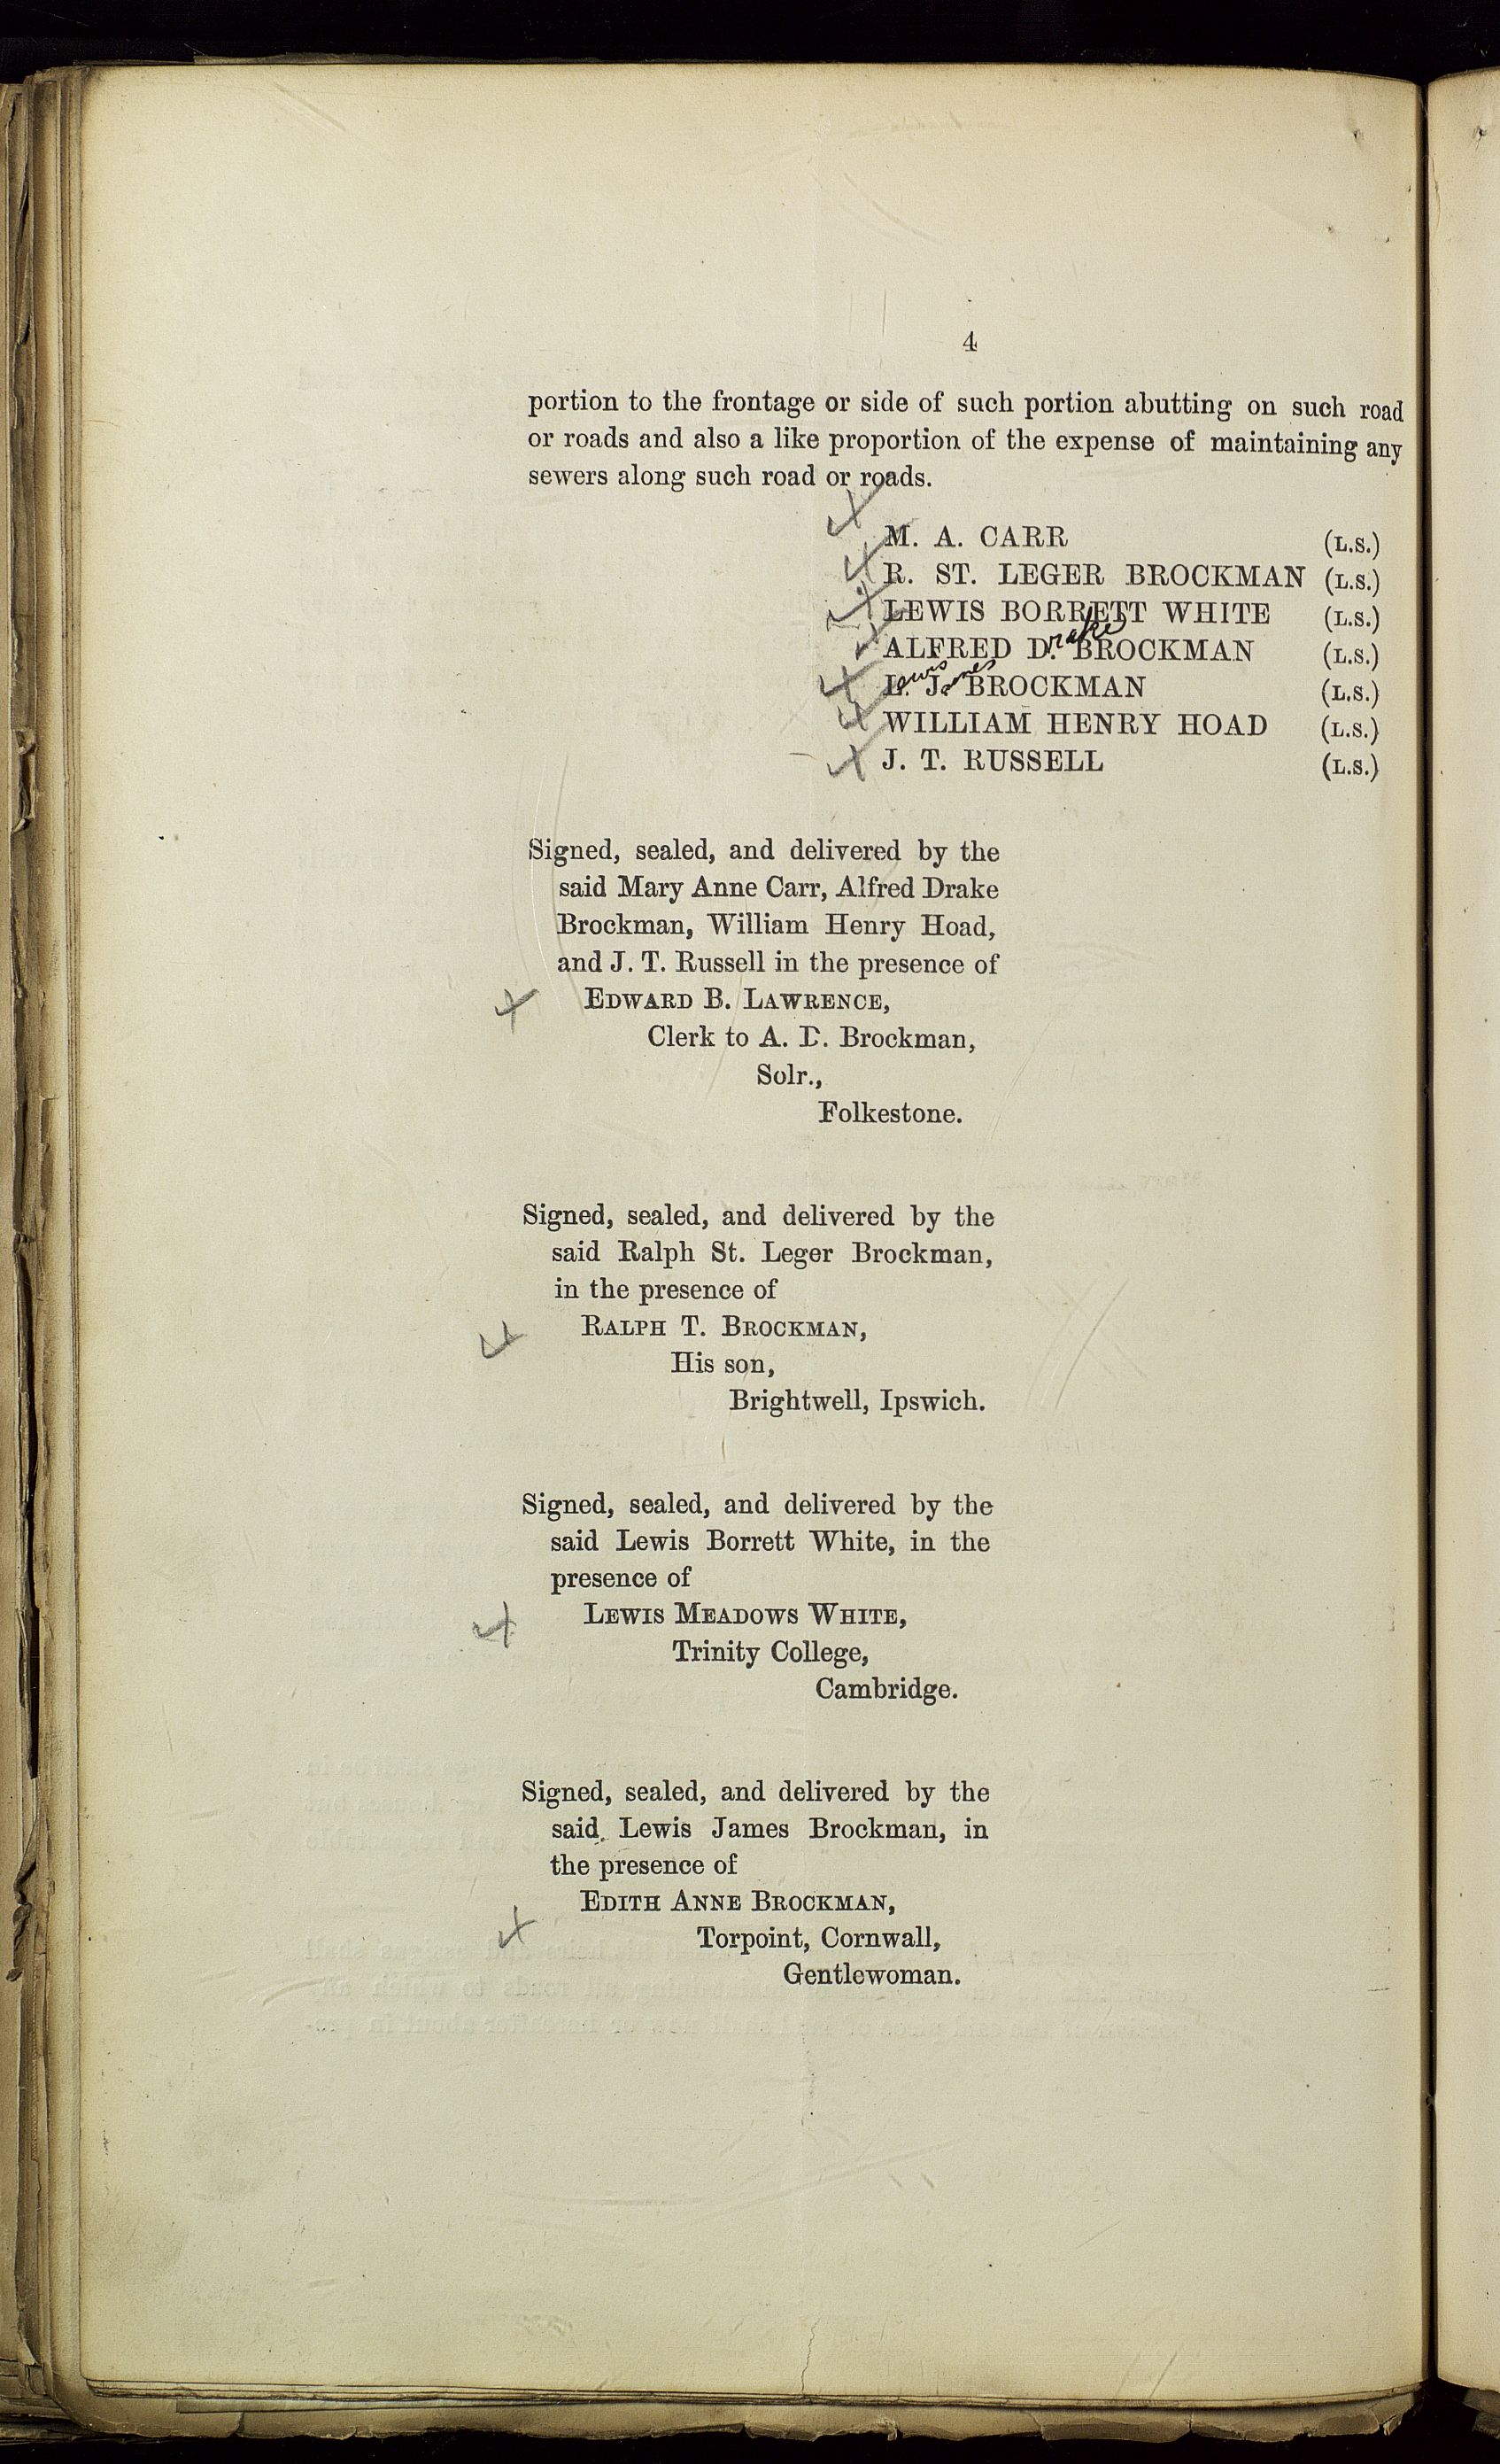 4
portion to the frontage or side of such portion abutting on such road
or roads and also a like proportion of the expense of maintaining any
sewers along such road or roads.
M. A. CARR (L.S.)
R. ST. LEGER BROCKMAN (L.S.)
LEWIS BORRETT WHITE (L.S.)
ALFRED Drake BROCKMAN (L.S.)
Lewis James BROCKMAN (L.S.)
WILLIAM HENRY HOAD (L.S.)
J. T. RUSSELL (L.S.)
Signed, sealed, and delivered by the
said Mary Anne Carr, Alfred Drake
Brockman, William Henry Hoad,
and J. T. Russell in the presence of
EDWARD B. LAWRENCE,
Clerk to A. D. Brockman,
Solr.,
Folkestone.
Signed, sealed, and delivered by the
said Ralph St. Leger Brockman,
in the presence of
RALPH T. BROCKMAN,
His son,
Brightwell, Ipswich.
Signed, sealed, and delivered by the
said Lewis Borrett White, in the
presence of
LEWIS MEADOWS WHITE,
Trinity College,
Cambridge.
Signed, sealed, and delivered by the
said Lewis James Brockman, in
the presence of
EDITH ANNE BROCKMAN,
Torpoint, Cornwall,
Gentlewoman.